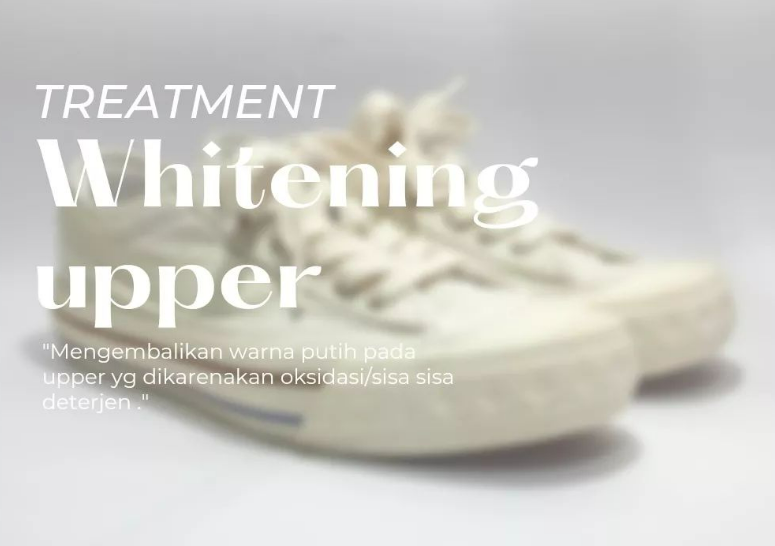 TREATMENT
Whitening
upper
"Mengembalikan warna putih pada
upper yg dikarenakan oksidasi/sisa sisa
deterjen ."